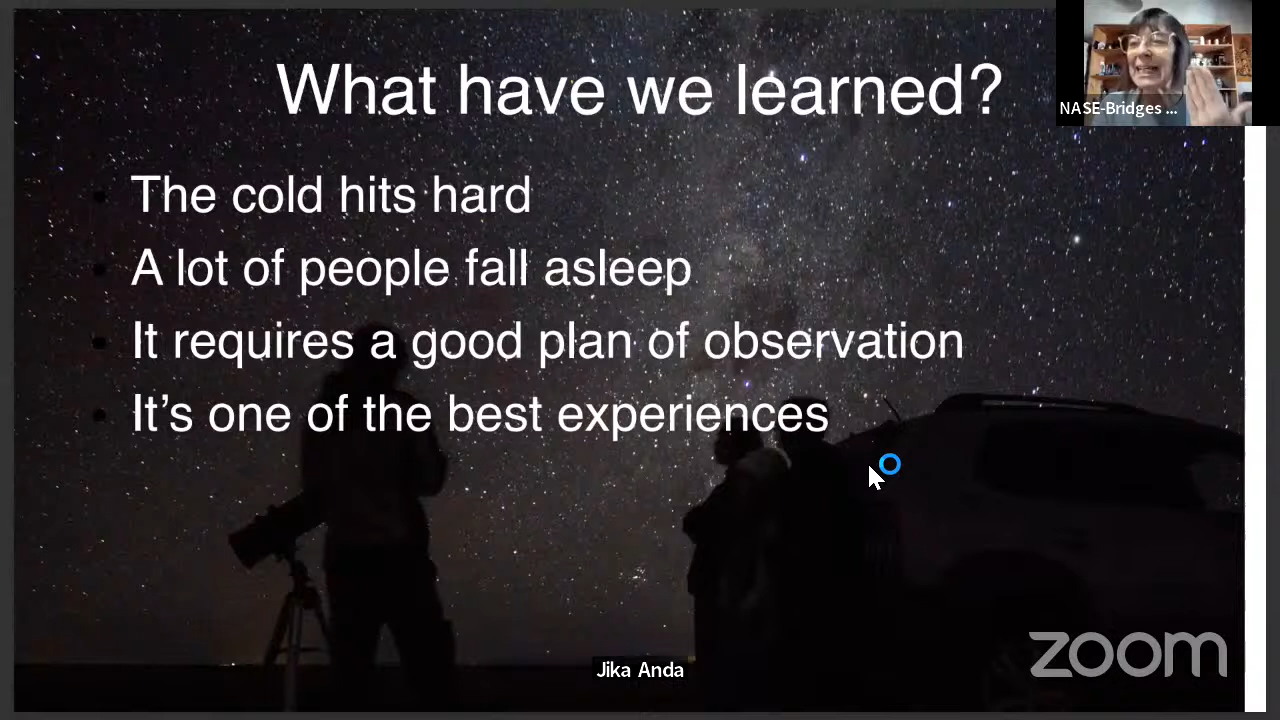 What have we learned?
NASE-Bridges ...
The cold hits hard
A lot of people fall asleep
It requires a good plan of observation
It’s one of the best experiences
zoom
Jika Anda